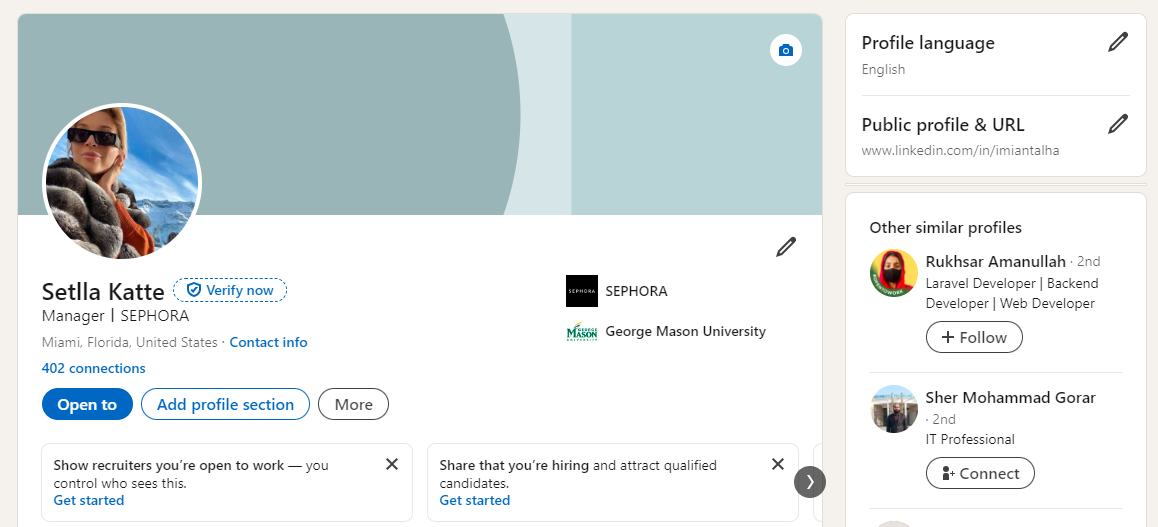 Setlla Katte
Verify now
Manager | SEPHORA
Miami, Florida, United States · Contact info
402 connections
Open to
Add profile section
More
SEPHORA
SEPHORA
GEORGE
MASON
UNIVERSITY
George Mason University
Show recruiters you're open to work — you
control who sees this.
Get started
Share that you're hiring and attract qualified
candidates.
Get started
Profile language
English
Public profile & URL
www.linkedin.com/in/imiantalha
Other similar profiles
Rukhsar Amanullah · 2nd
Laravel Developer | Backend
Developer | Web Developer
+ Follow
Sher Mohammad Gorar
· 2nd
IT Professional
Connect